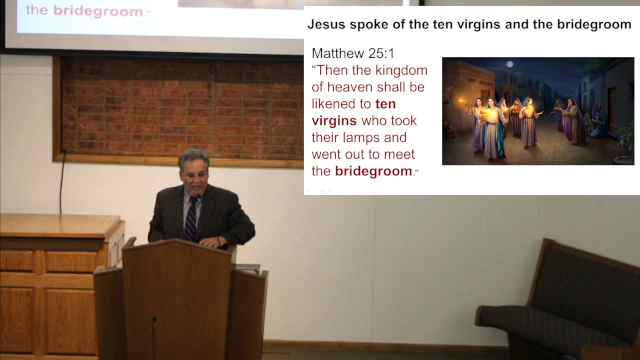 the bridegroom.”
Jesus spoke of the ten virgins and the bridegroom
Matthew 25:1
“Then the kingdom
of heaven shall be
likened to ten
virgins who took
their lamps and
went out to meet
the bridegroom.”